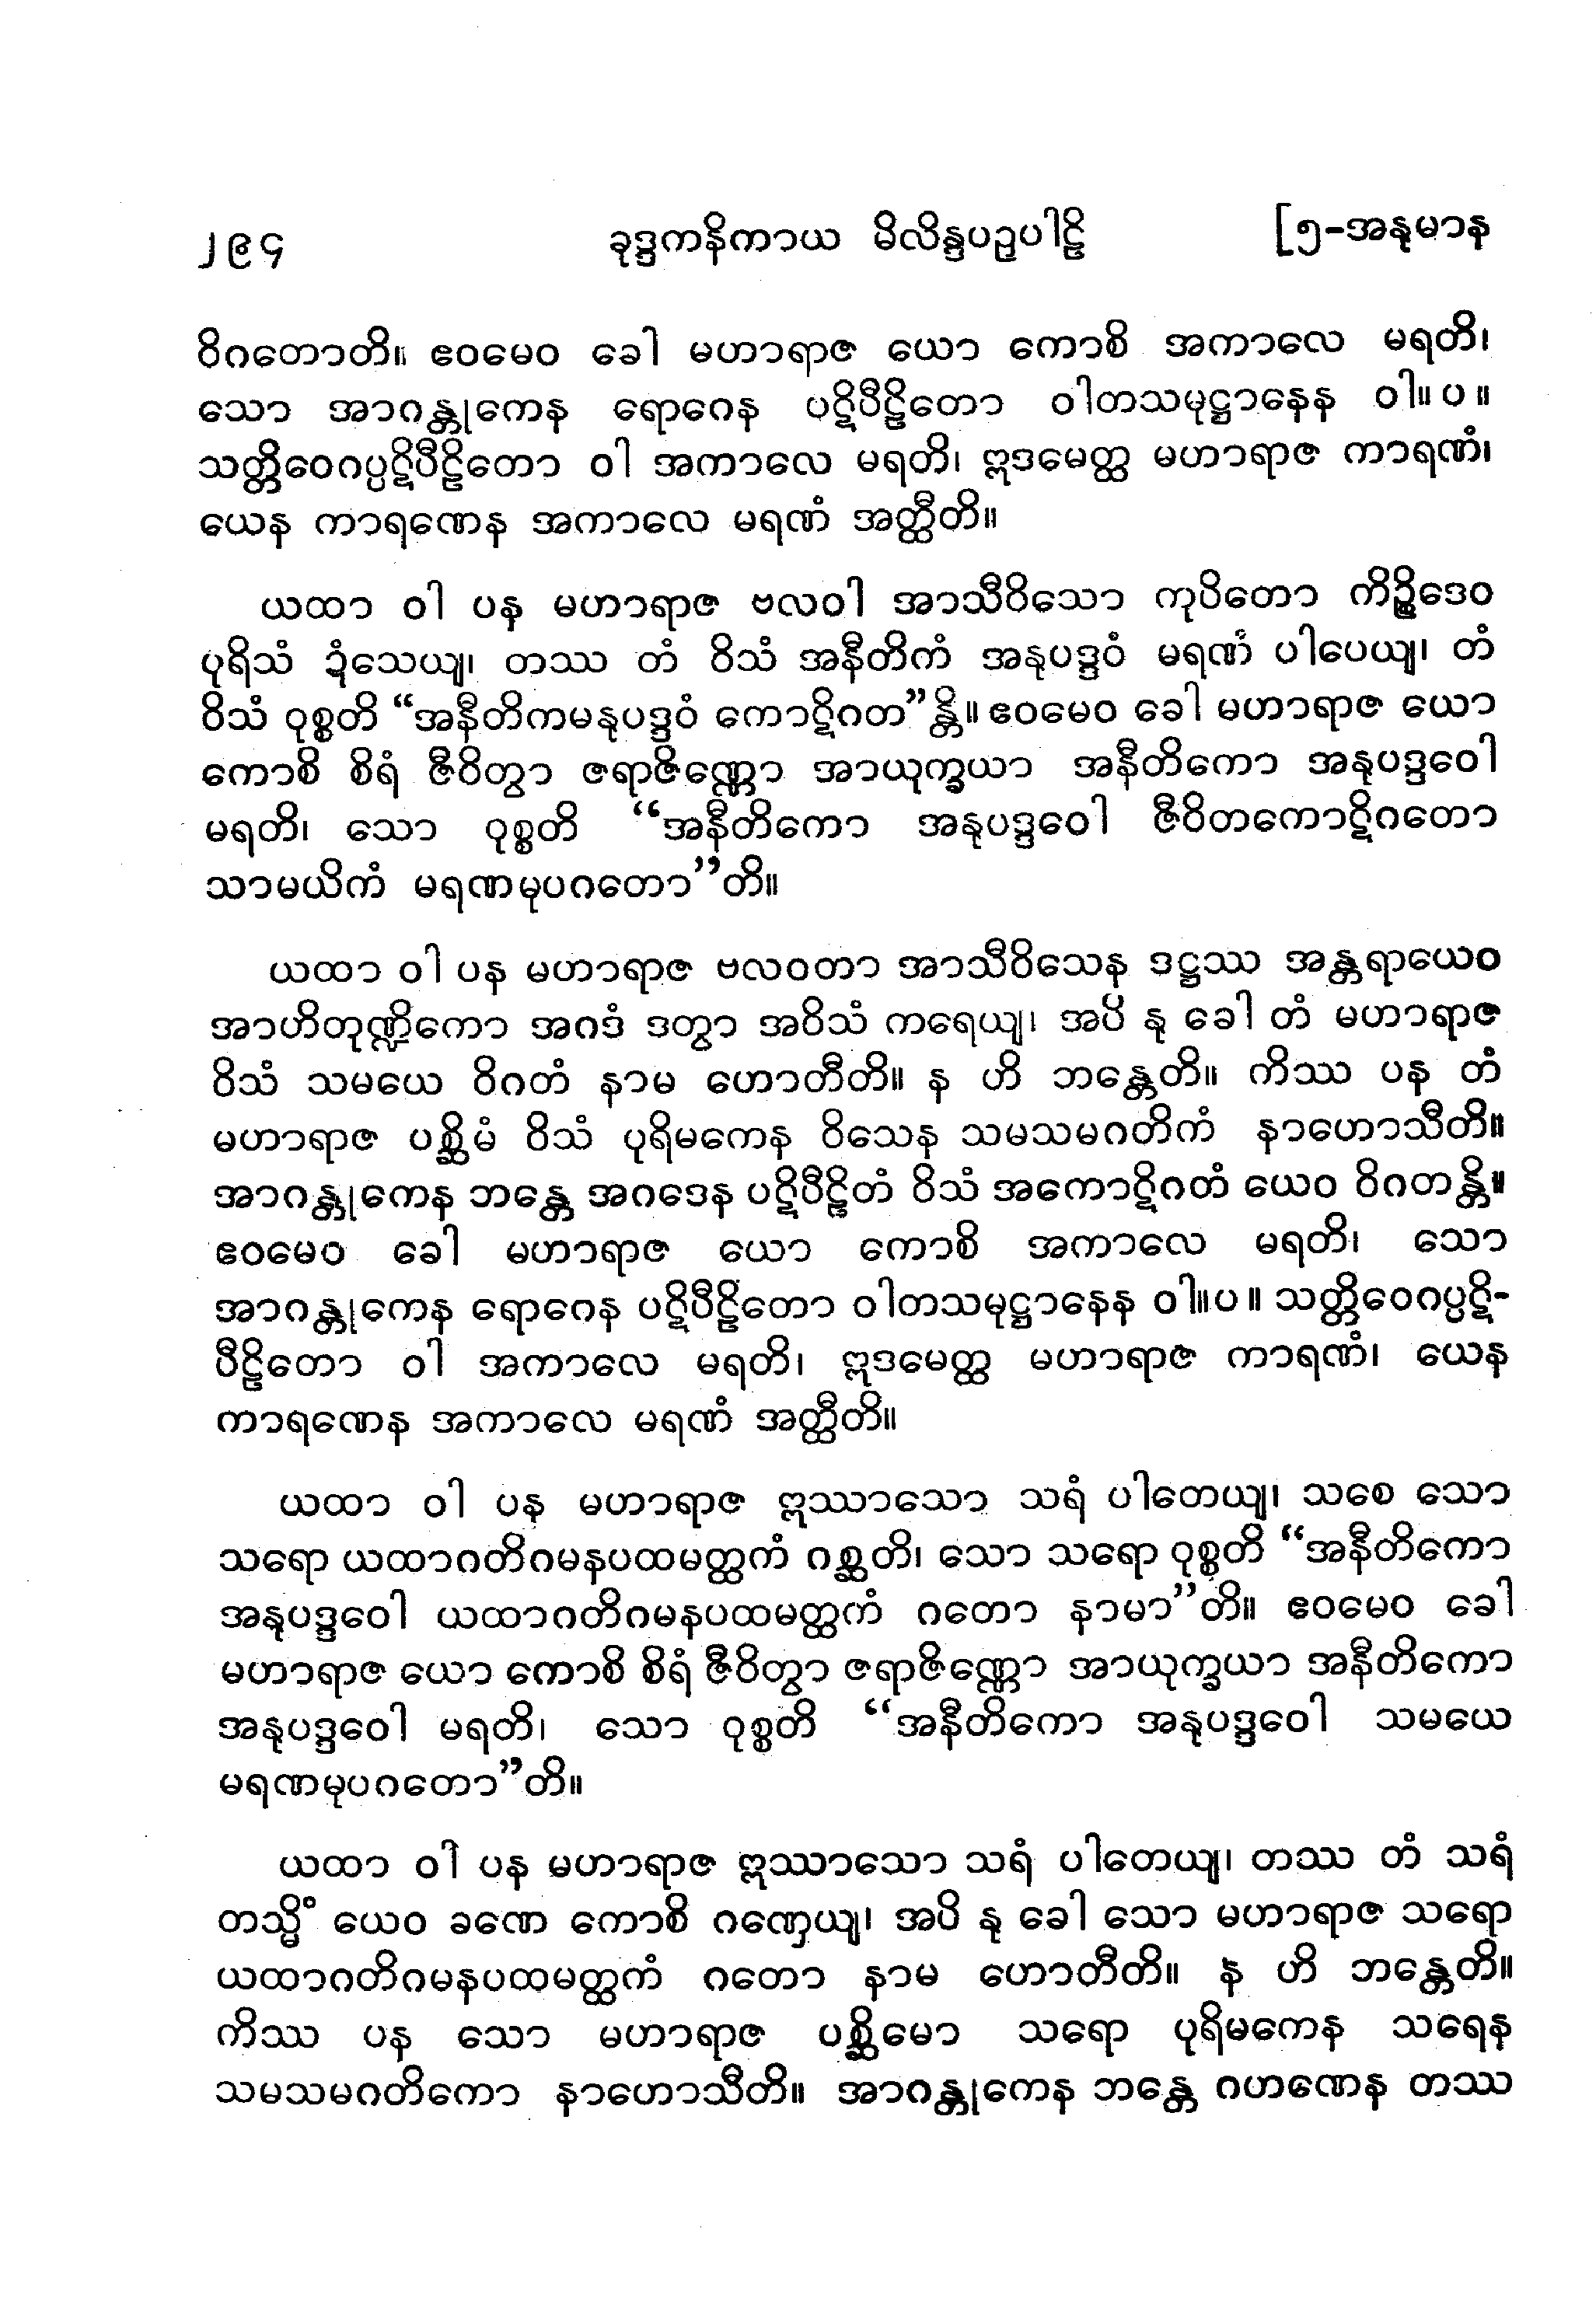 ၂၉၄ ခုဒ္ဒကနိကာယ မိလိန္ဒပဉှပါဠိ [၅-အနုမာန
ဝိဂတောတိ။ ဧဝမေဝ ခေါ မဟာရာဇ ယော ကောစိ အကာလေ မရတိ၊
သော အာဂန္တုကေန ရောဂေန ပဋိပီဠိတော ဝါတသမုဋ္ဌာနေန ဝါ။ပ။
သတ္တိဝေဂပ္ပဋိပီဠိတော ဝါ အကာလေ မရတိ၊ ဣဒမေတ္ထ မဟာရာဇ ကာရဏံ၊
ယေန ကာရဏေန အကာလေ မရဏံ အတ္ထီတိ။
ယထာ ဝါ ပန မဟာရာဇ ဗလဝါ အာသီဝိသော ကုပိတော ကိဉ္စိဒေဝ
ပုရိသံ ဍံသေယျ၊ တဿ တံ ဝိသံ အနီတိကံ အနုပဒ္ဒဝံ မရဏံ ပါပေယျ၊ တံ
ဝိသံ ဝုစ္စတိ “အနီတိကမနုပဒ္ဒဝံ ကောဋိဂတ”န္တိ။ ဧဝမေဝ ခေါ မဟာရာဇ ယော
ကောစိ စိရံ ဇီဝိတွာ ဇရာဇိဏ္ဏော အာယုက္ခယာ အနီတိကော အနုပဒ္ဒဝေါ
မရတိ၊ သော ဝုစ္စတိ “အနီတိကော အနုပဒ္ဒဝေါ ဇီဝိတကောဋိဂတော
သာမယိကံ မရဏမုပဂတော”တိ။
ယထာ ဝါ ပန မဟာရာဇ ဗလဝတာ အာသီဝိသေန ဒဋ္ဌဿ အန္တရာယေဝ
အာဟိတုဏ္ဍိကော အဂဒံ ဒတွာ အဝိသံ ကရေယျ၊ အပိ နု ခေါ တံ မဟာရာဇ
ဝိသံ သမယေ ဝိဂတံ နာမ ဟောတီတိ။ န ဟိ ဘန္တေတိ။ ကိဿ ပန တံ
မဟာရာဇ ပစ္ဆိမံ ဝိသံ ပုရိမကေန ဝိသေန သမသမဂတိကံ နာဟောသီတိ။
အာဂန္တုကေန ဘန္တေ အဂဒေန ပဋိပီဠိတံ ဝိသံ အကောဋိဂတံ ယေဝ ဝိဂတန္တိ။
ဧဝမေဝ ခေါ မဟာရာဇ ယော ကောစိ အကာလေ မရတိ၊ သော
အာဂန္တုကေန ရောဂေန ပဋိပီဠိတော ဝါတသမုဋ္ဌာနေန ဝါ။ပ။ သတ္တိဝေဂပ္ပဋိ-
ပီဠိတော ဝါ အကာလေ မရတိ၊ ဣဒမေတ္ထ မဟာရာဇ ကာရဏံ၊ ယေန
ကာရဏေန အကာလေ မရဏံ အတ္ထီတိ။
ယထာ ဝါ ပန မဟာရာဇ ဣဿာသော သရံ ပါတေယျ၊ သစေ သော
သရော ယထာဂတိဂမနပထမတ္ထကံ ဂစ္ဆတိ၊ သော သရော ဝုစ္စတိ “အနီတိကော
အနုပဒ္ဒဝေါ ယထာဂတိဂမနပထမတ္ထကံ ဂတော နာမာ”တိ။ ဧဝမေဝ ခေါ
မဟာရာဇ ယော ကောစိ စိရံ ဇီဝိတွာ ဇရာဇိဏ္ဏော အာယုက္ခယာ အနီတိကော
အနုပဒ္ဒဝေါ မရတိ၊ သော ဝုစ္စတိ “အနီတိကော အနုပဒ္ဒဝေါ သမယေ
မရဏမုပဂတော”တိ။
ယထာ ဝါ ပန မဟာရာဇ ဣဿာသော သရံ ပါတေယျ၊ တဿ တံ သရံ
တသ္မိံ ယေဝ ခဏေ ကောစိ ဂဏှေယျ၊ အပိ နု ခေါ သော မဟာရာဇ သရော
ယထာဂတိဂမနပထမတ္ထကံ ဂတော နာမ ဟောတီတိ။ န ဟိ ဘန္တေတိ။
ကိဿ ပန သော မဟာရာဇ ပစ္ဆိမော သရော ပုရိမကေန သရေန
သမသမဂတိကော နာဟောသီတိ။ အာဂန္တုကေန ဘန္တေ ဂဟဏေန တဿ